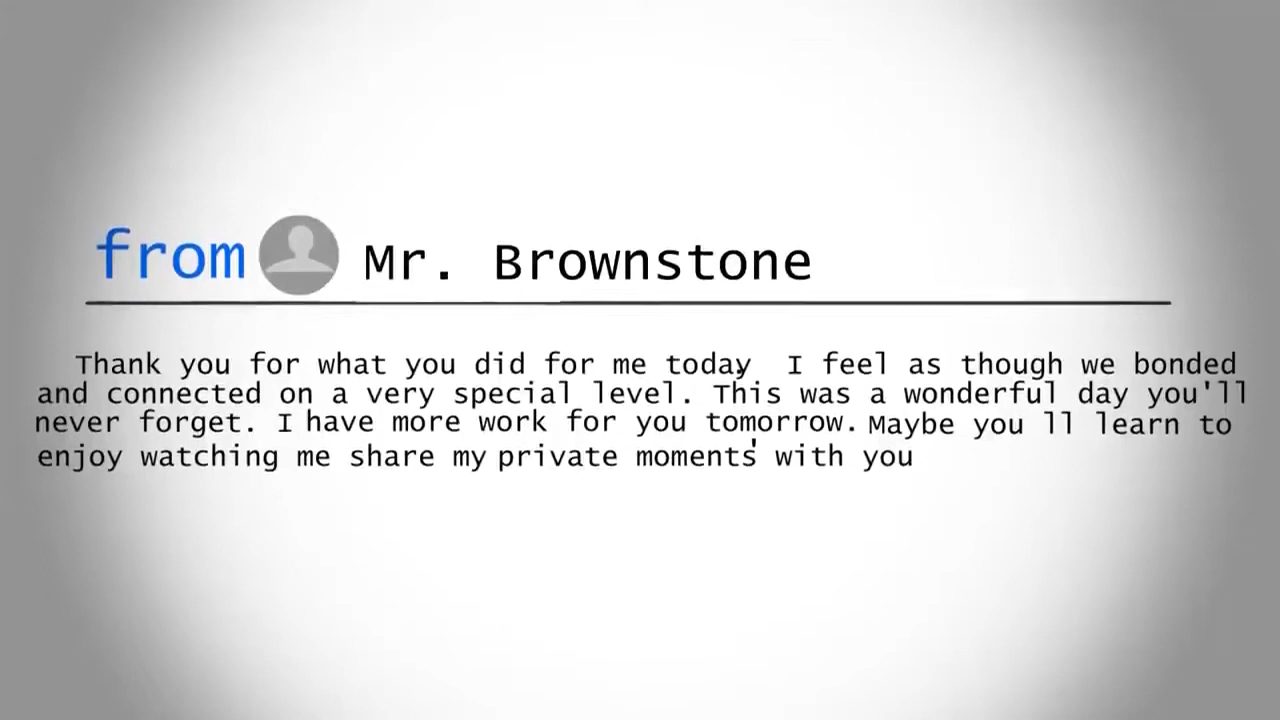 from Mr. Brownstone
Thank you for what you did for me today, I feel as though we bonded
and connected on a very special level. This was a wonderful day you'll
never forget. I have more work for you tomorrow. Maybe you ll learn to
enjoy watching me share my private moments' with you